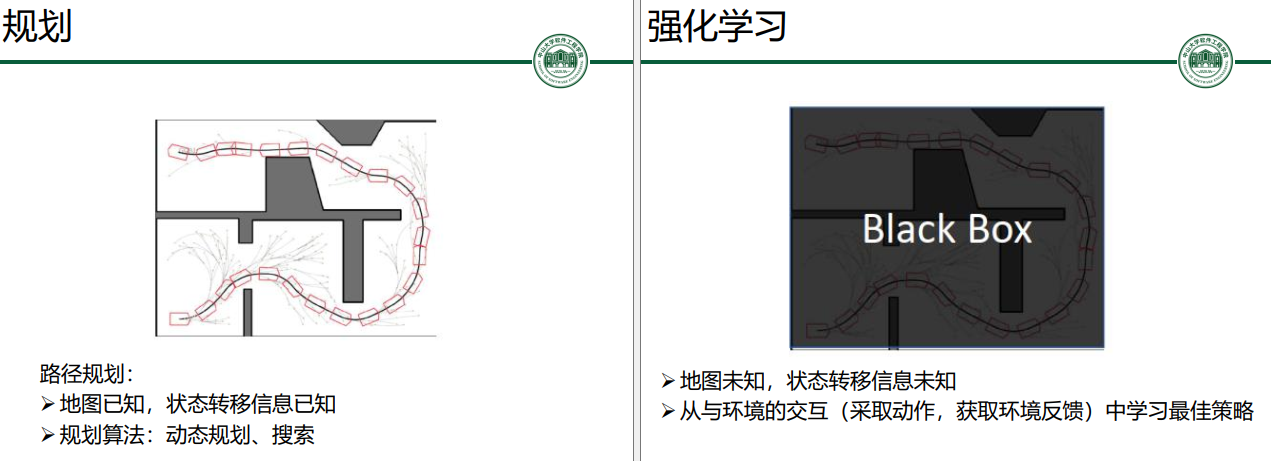 规划
路径规划：
➢地图已知，状态转移信息已知
➢规划算法：动态规划、搜索
强化学习
Black Box
➢地图未知，状态转移信息未知
➢从与环境的交互（采取动作，获取环境反馈）中学习最佳策略